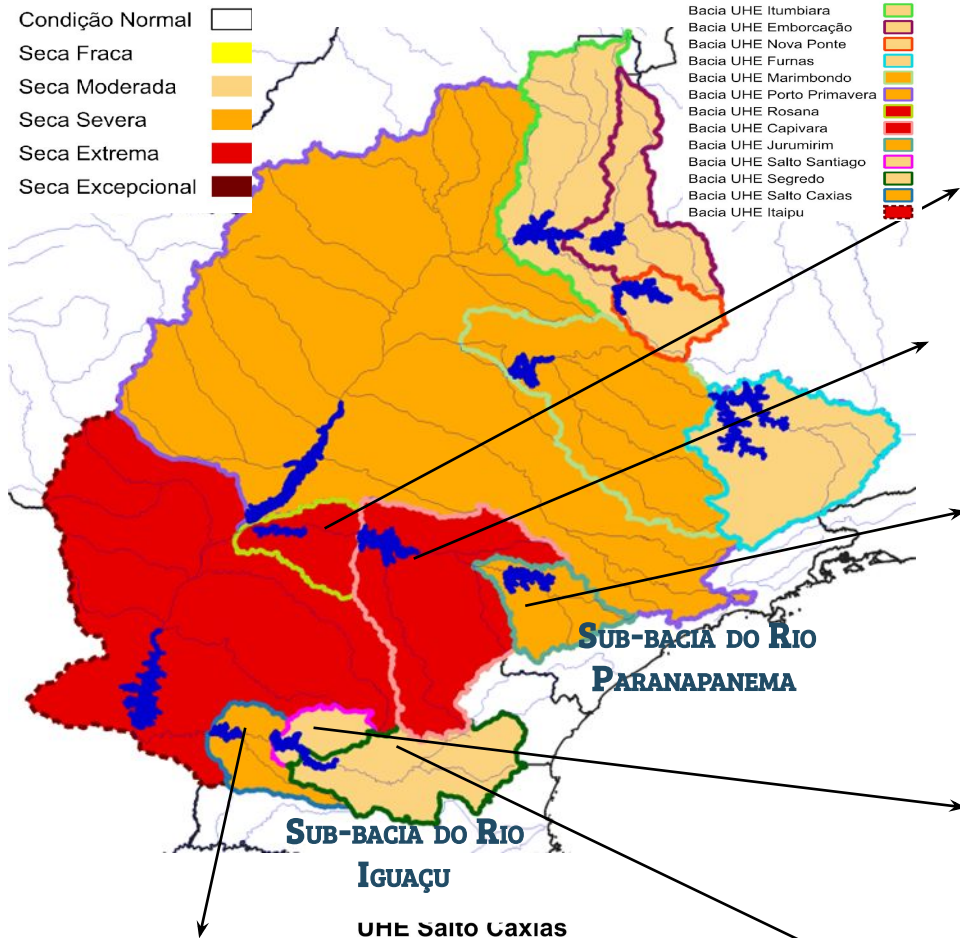 Condição Normal
Seca Fraca
Seca Moderada
Seca Severa
Seca Extrema
Seca Excepcional
Bacia UHE Itumbiara
Bacia UHE Emborcação
Bacia UHE Nova Ponte
Bacia UHE Furnas
Bacia UHE Marimbondo
Bacia UHE Porto Primavera
Bacia UHE Rosana
Bacia UHE Capivara
Bacia UHE Jurumirim
Bacia UHE Salto Santiago
Bacia UHE Segredo
Bacia UHE Salto Caxias
Bacia UHE Itaipu
Sub-bacia do Rio
Paranapanema
Sub-bacia do Rio
Iguaçu
UHE Salto Caxias